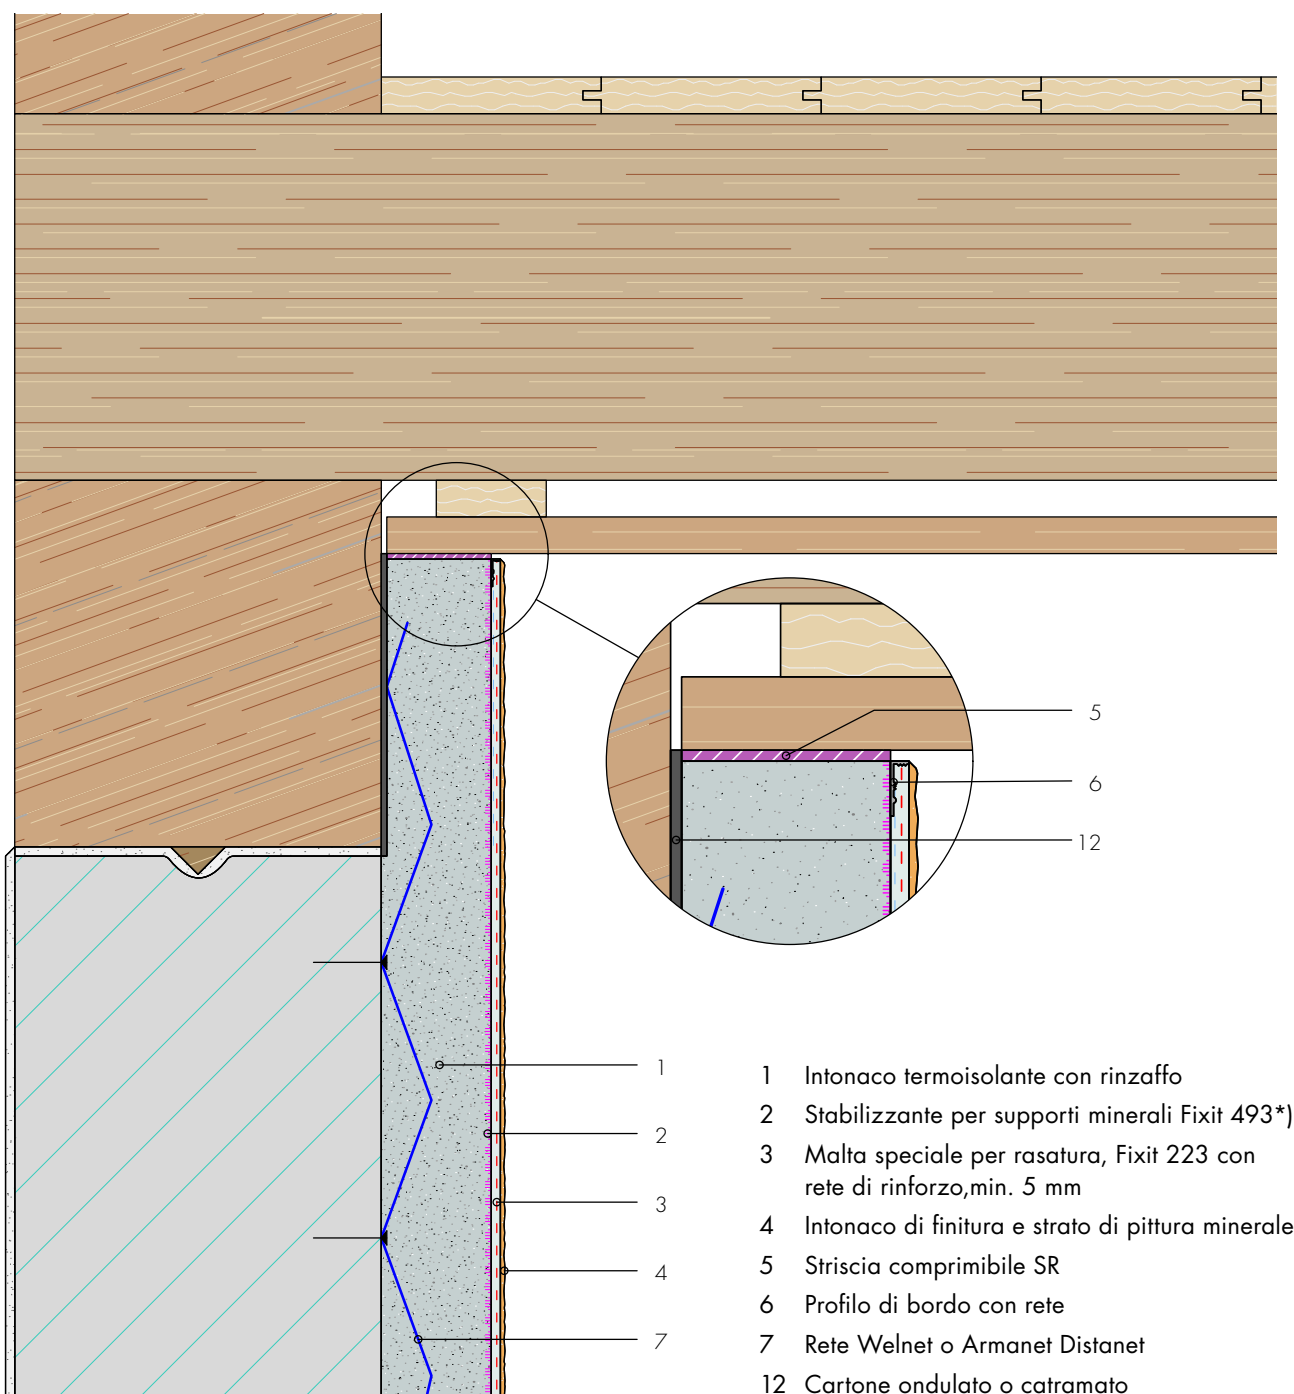 5
6
12
1
2
3
4
7
1 Intonaco termoisolante con rinzaffo
2 Stabilizzante per supporti minerali Fixit 493*)
3 Malta speciale per rasatura, Fixit 223 con
rete di rinforzo,min. 5 mm
4 Intonaco di finitura e strato di pittura minerale
5 Striscia comprimibile SR
6 Profilo di bordo con rete
7 Rete Welnet o Armanet Distanet
12 Cartone ondulato o catramato